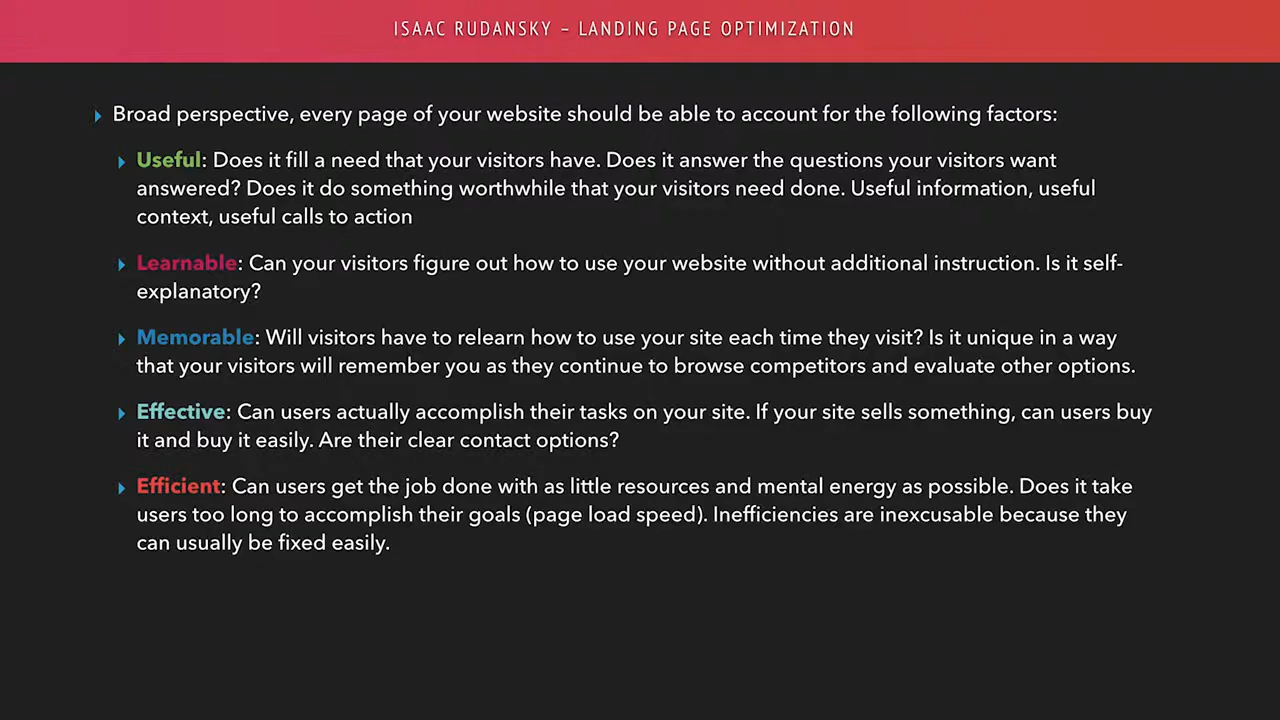 ISAAC RUDANSKY – LANDING PAGE OPTIMIZATION
Broad perspective, every page of your website should be able to account for the following factors:
Useful: Does it fill a need that your visitors have. Does it answer the questions your visitors want
answered? Does it do something worthwhile that your visitors need done. Useful information, useful
context, useful calls to action
Learnable: Can your visitors figure out how to use your website without additional instruction. Is it self-
explanatory?
Memorable: Will visitors have to relearn how to use your site each time they visit? Is it unique in a way
that your visitors will remember you as they continue to browse competitors and evaluate other options.
Effective: Can users actually accomplish their tasks on your site. If your site sells something, can users buy
it and buy it easily. Are their clear contact options?
Efficient: Can users get the job done with as little resources and mental energy as possible. Does it take
users too long to accomplish their goals (page load speed). Inefficiencies are inexcusable because they
can usually be fixed easily.